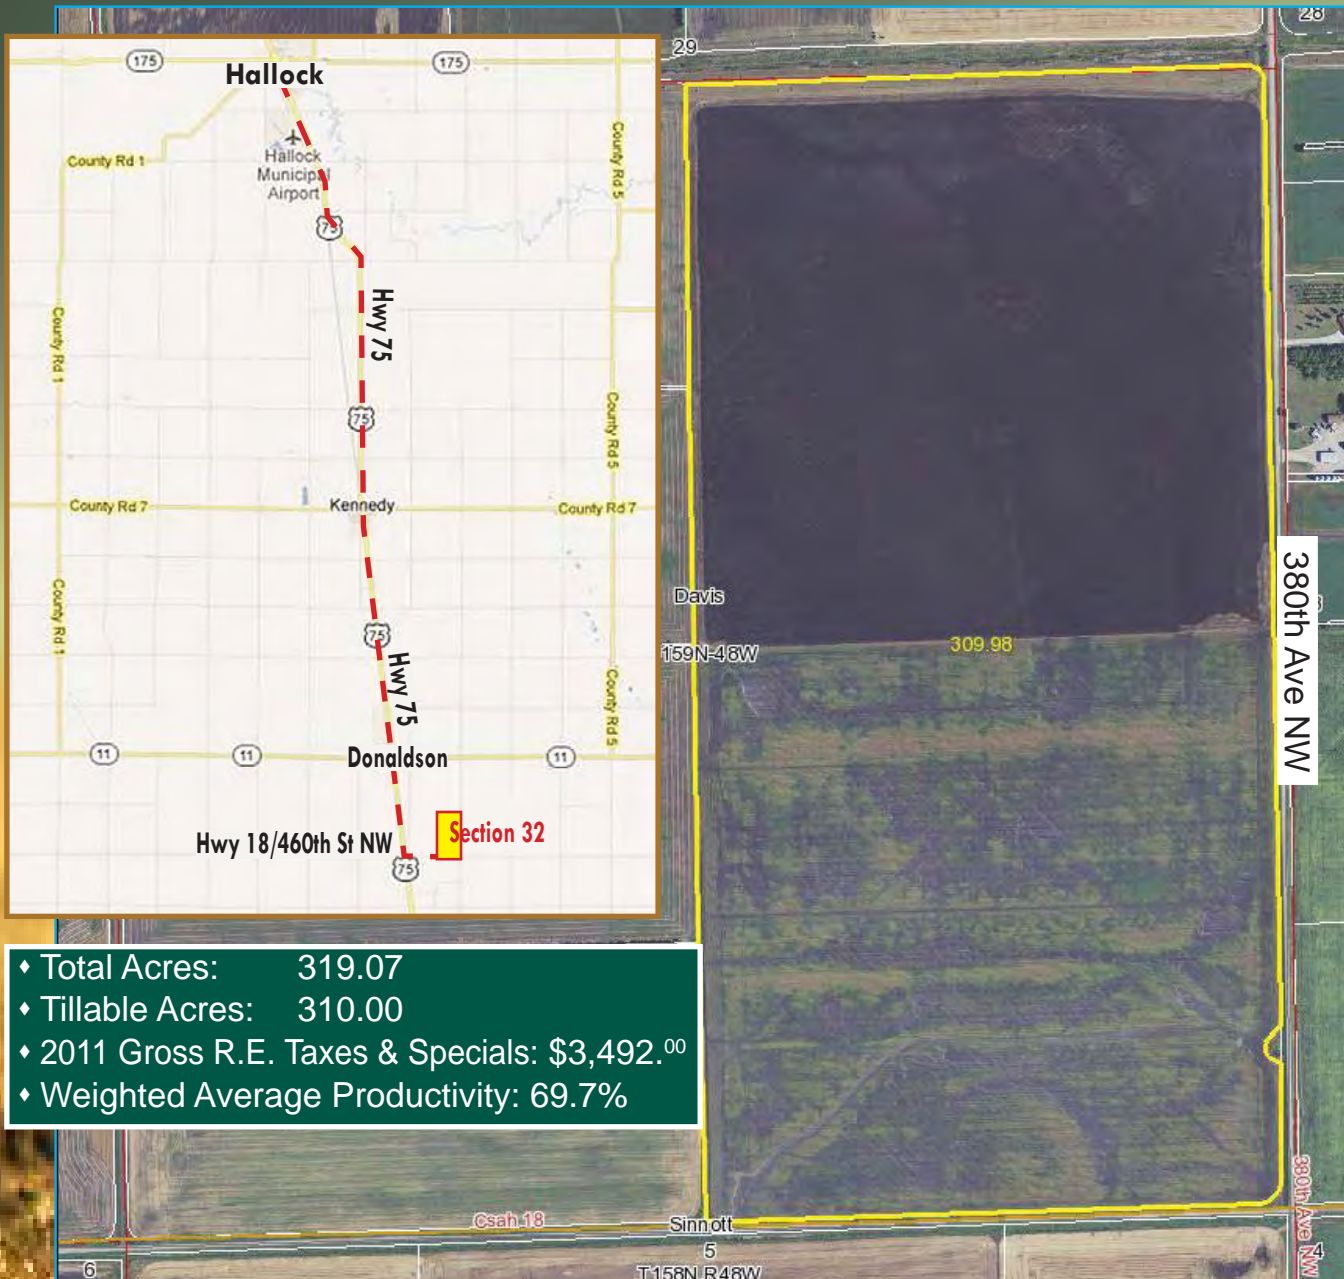 28
29
175
175
Hallock
Hallock
Municipal
Airport
County Rd 1
County Rd 5
75
Hwy 75
County Rd 1
County Rd 5
75
County Rd 7
Kennedy
County Rd 7
County Rd 1
75
Hwy 75
County Rd 5
11
11
Donaldson
11
Hwy 18/460th St NW
Section 32
75
Davis
159N-48W
309.98
380th Ave NW
♦ Total Acres: 319.07
♦ Tillable Acres: 310.00
♦ 2011 Gross R.E. Taxes & Specials: $3,492.00
♦ Weighted Average Productivity: 69.7%
380th Ave NW
Csah 18
Sinnott
5
4
6
T158N R48W